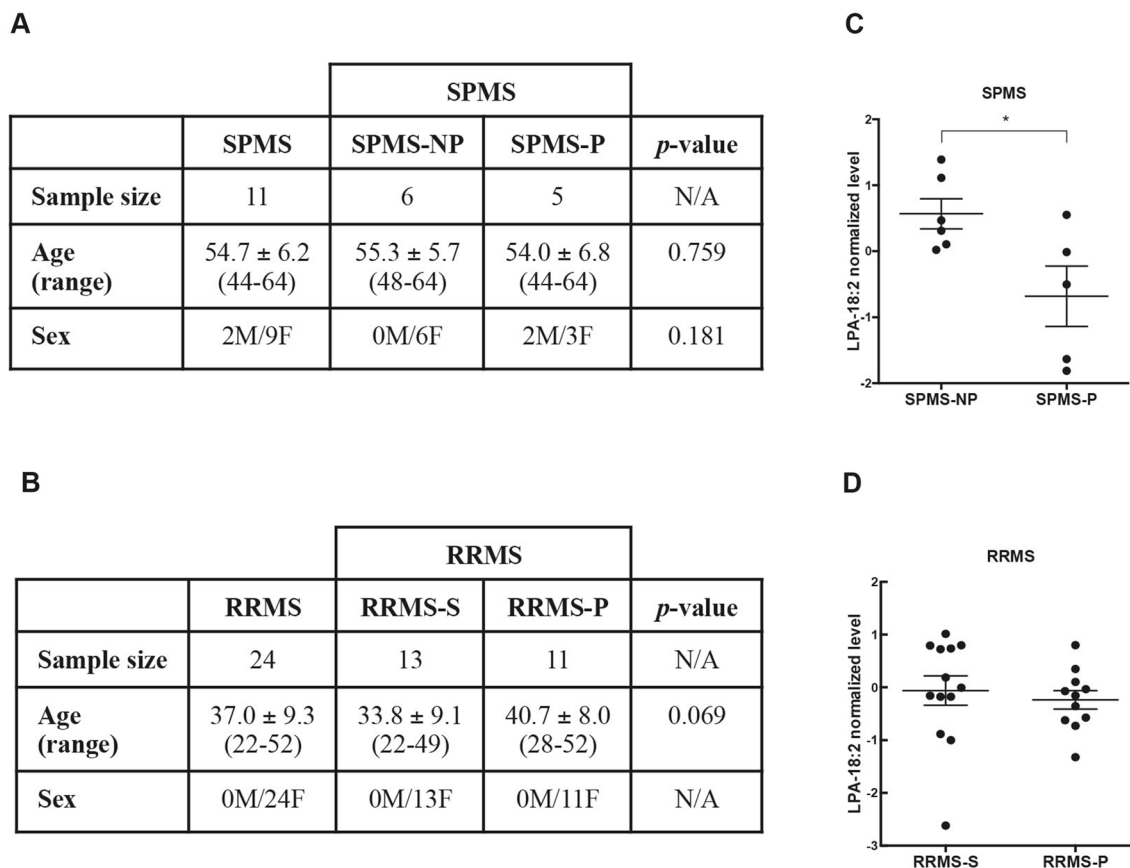 A
SPMS
SPMS SPMS-NP SPMS-P p-value
Sample size 11 6 5 N/A
Age
(range) 54.7 ± 6.2
(44-64) 55.3 ± 5.7
(48-64) 54.0 ± 6.8
(44-64) 0.759
Sex 2M/9F 0M/6F 2M/3F 0.181
C
SPMS
*
LPA-18:2 normalized level
2
1
0
-1
-2
SPMS-NP SPMS-P
B
RRMS
RRMS RRMS-S RRMS-P p-value
Sample size 24 13 11 N/A
Age
(range) 37.0 ± 9.3
(22-52) 33.8 ± 9.1
(22-49) 40.7 ± 8.0
(28-52) 0.069
Sex 0M/24F 0M/13F 0M/11F N/A
D
RRMS
LPA-18:2 normalized level
2
1
0
-1
-2
-3
RRMS-S RRMS-P